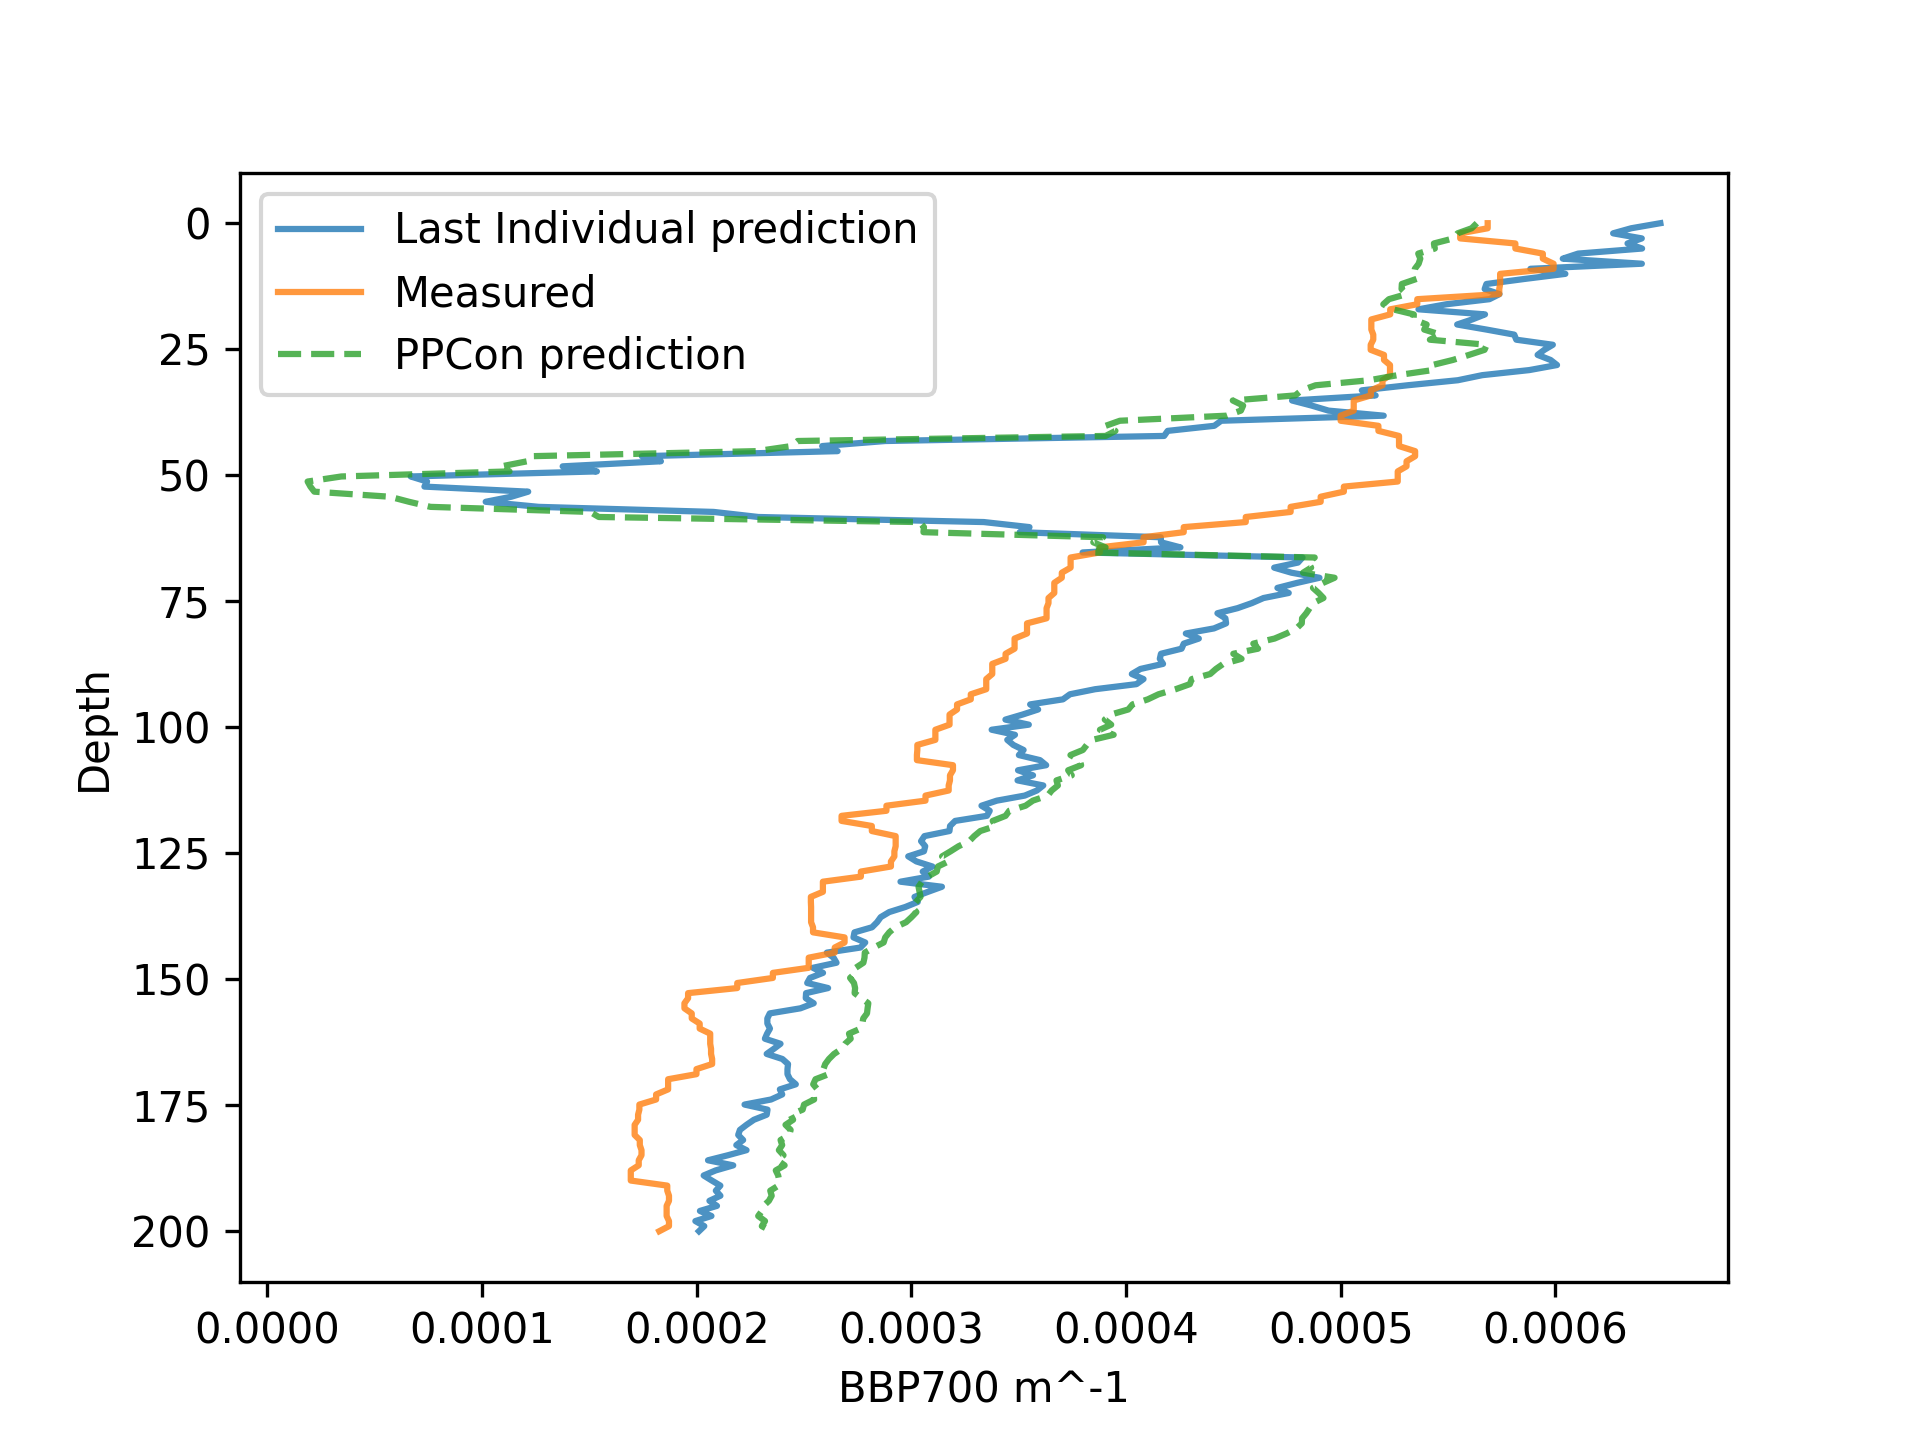 Last Individual prediction
Measured
PPCon prediction
0
25
50
75
100
125
150
175
200
Depth
0.0000 0.0001 0.0002 0.0003 0.0004 0.0005 0.0006
BBP700 m^-1